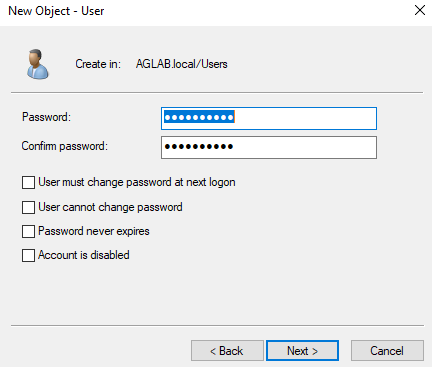 New Object - User
Create in: AGLAB.local/Users
Password: ●●●●●●●●●●
Confirm password: ●●●●●●●●●●
User must change password at next logon
User cannot change password
Password never expires
Account is disabled
< Back Next > Cancel